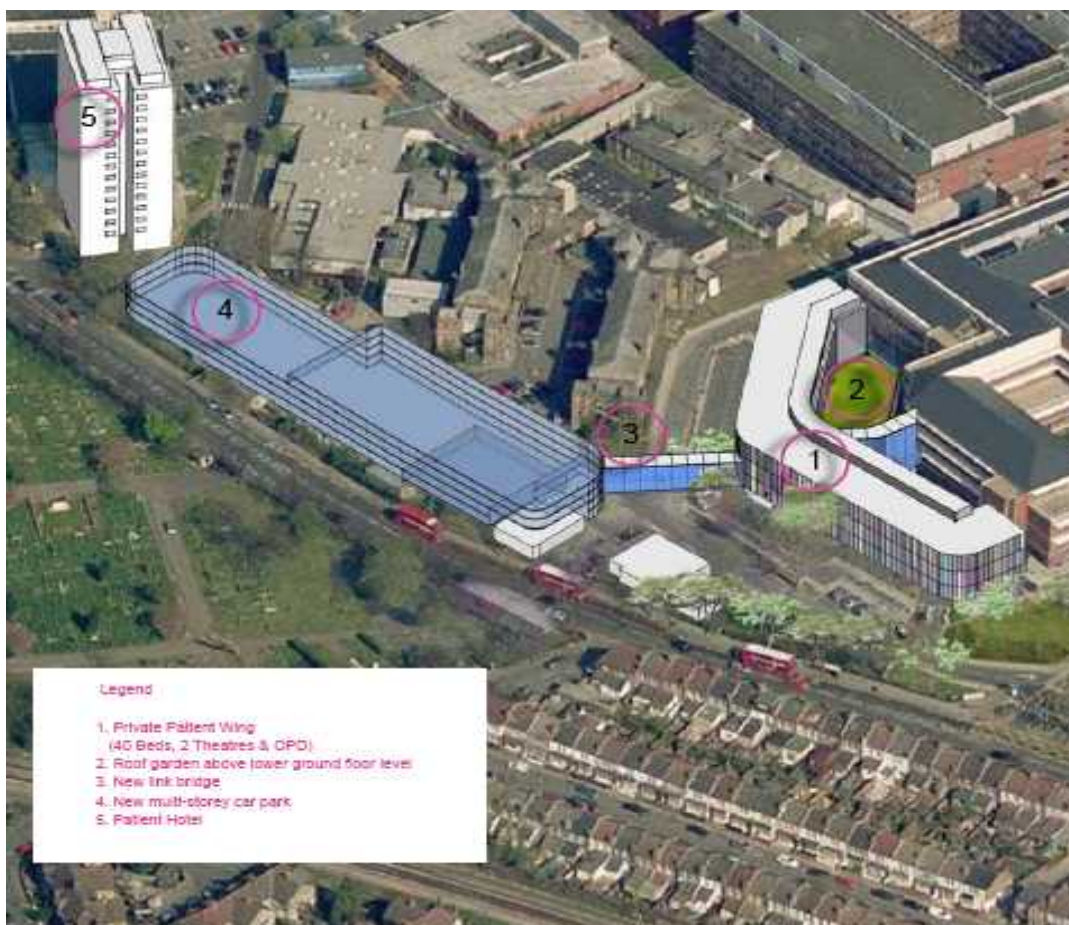 5
4
2
3
1
Legend
1. Private Patient Wing
(40 Beds, 2 Theatres & OPD)
2. Roof garden above lower ground floor level
3. New link bridge
4. New multi-storey car park
5. Patient Hotel